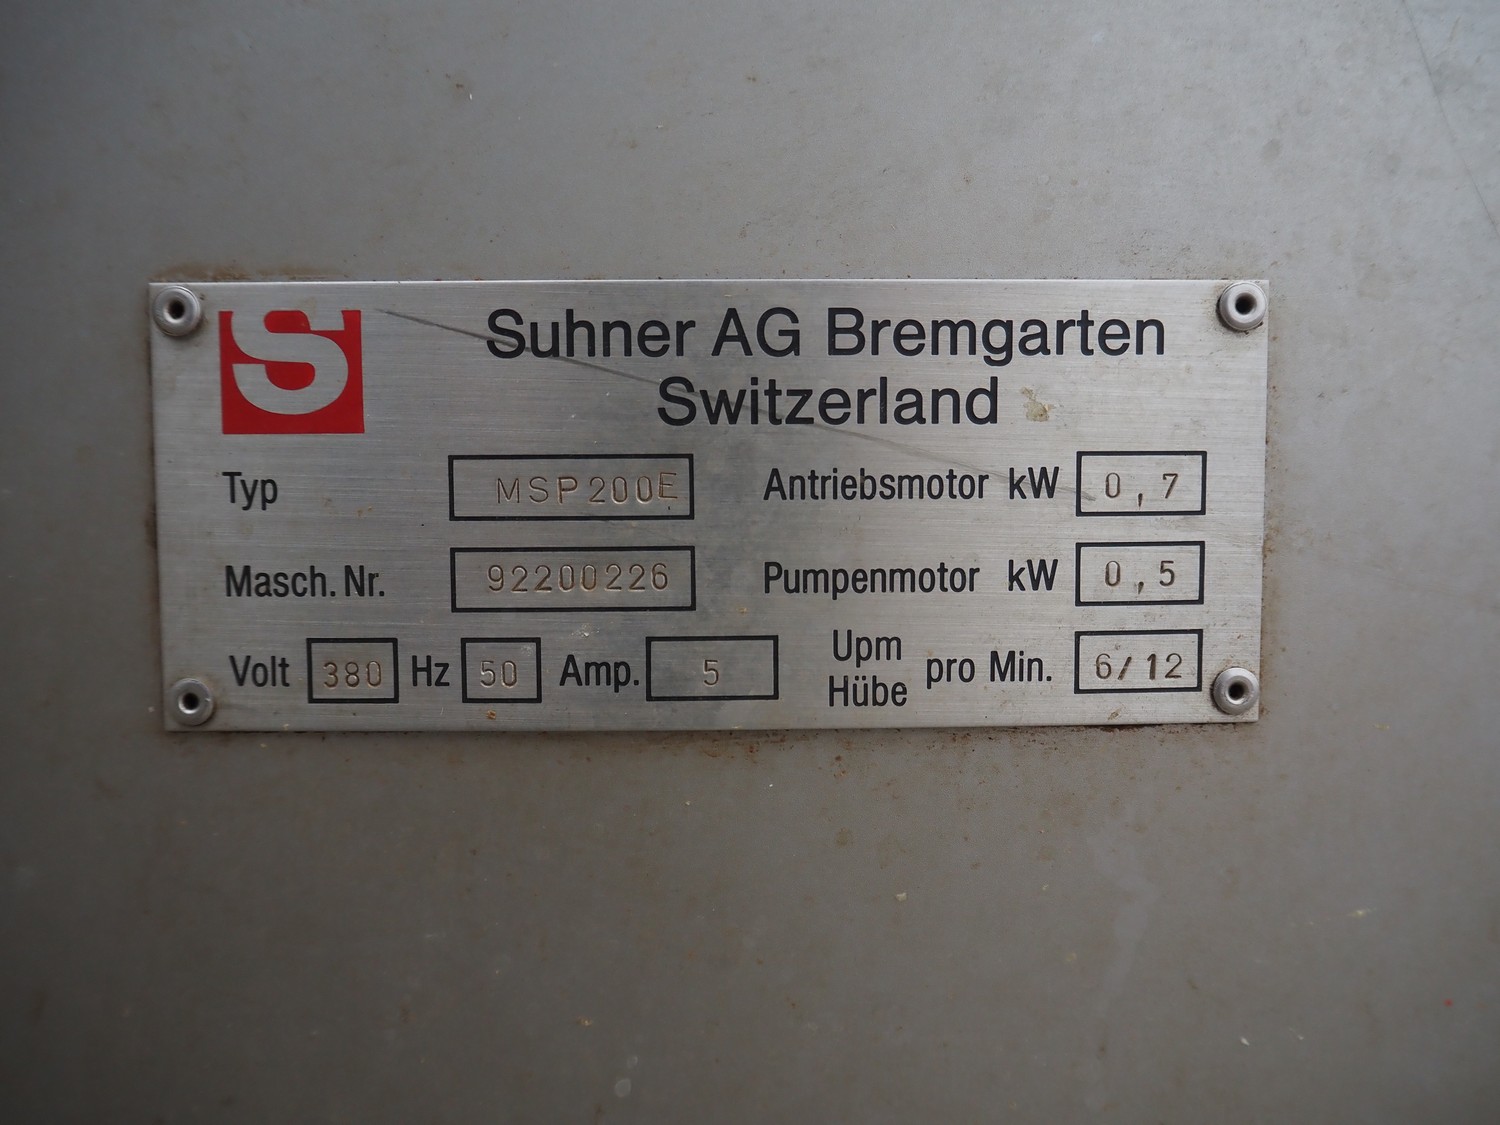 S
Suhner AG Bremgarten
Switzerland
Typ MSP200E Antriebsmotor kW 0,7
Masch. Nr. 92200226 Pumpenmotor kW 0,5
Volt 380 Hz 50 Amp. 5 Upm Hübe pro Min. 6/12